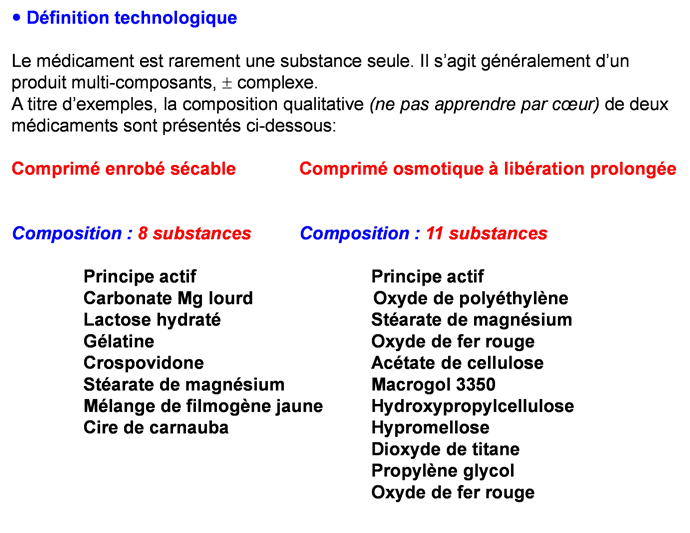 • Définition technologique
Le médicament est rarement une substance seule. Il s’agit généralement d’un
produit multi-composants, ± complexe.
A titre d’exemples, la composition qualitative (ne pas apprendre par cœur) de deux
médicaments sont présentés ci-dessous:
Comprimé enrobé sécable
Composition : 8 substances
Principe actif
Carbonate Mg lourd
Lactose hydraté
Gélatine
Crospovidone
Stéarate de magnésium
Mélange de filmogène jaune
Cire de carnauba
Comprimé osmotique à libération prolongée
Composition : 11 substances
Principe actif
Oxyde de polyéthylène
Stéarate de magnésium
Oxyde de fer rouge
Acétate de cellulose
Macrogol 3350
Hydroxypropylcellulose
Hypromellose
Dioxyde de titane
Propylène glycol
Oxyde de fer rouge